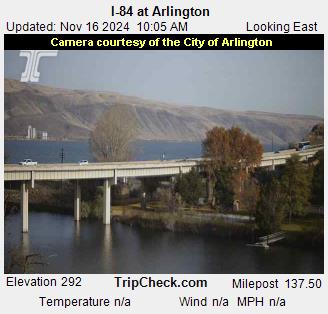 I-84 at Arlington
Updated: Nov 16 2024 10:05 AM Looking East
Camera courtesy of the City of Arlington
Elevation 292 TripCheck.com Milepost 137.50
Temperature n/a Wind n/a MPH n/a